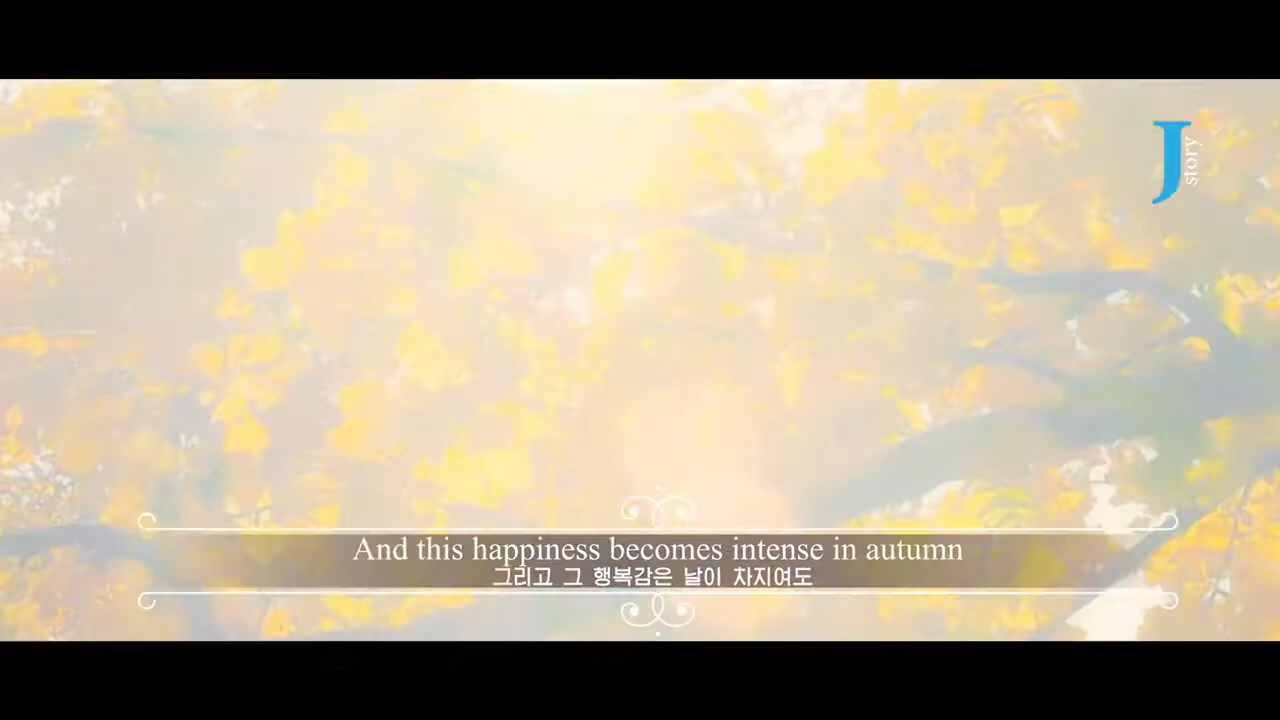 J
story
And this happiness becomes intense in autumn
그리고 그 행복감은 날이 차지여도